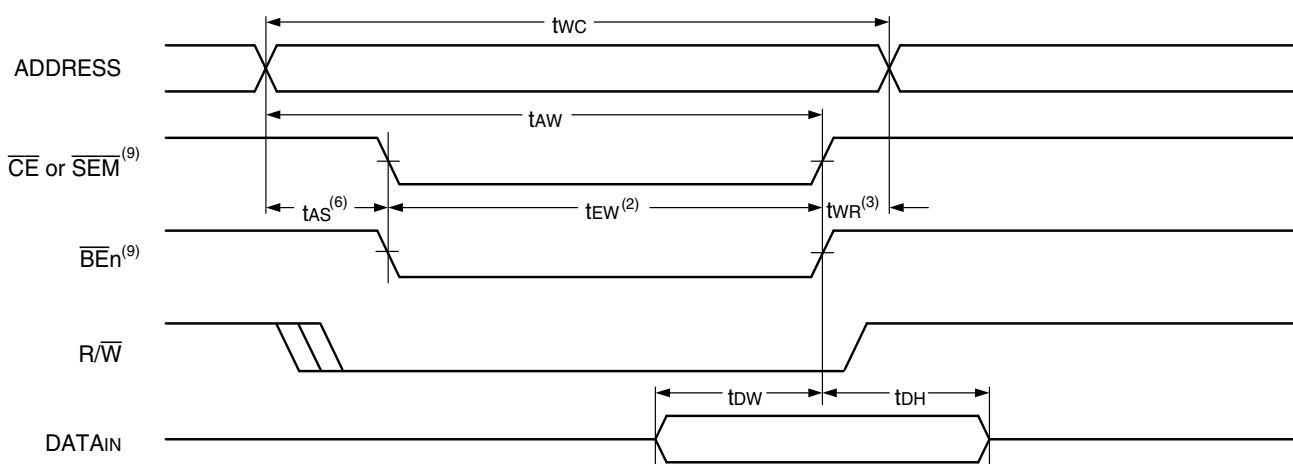 tWC
ADDRESS
tAW
CE or SEM(9)
tAS(6) tEW(2) tWR(3)
BEn(9)
R/W
tDW tDH
DATAIN